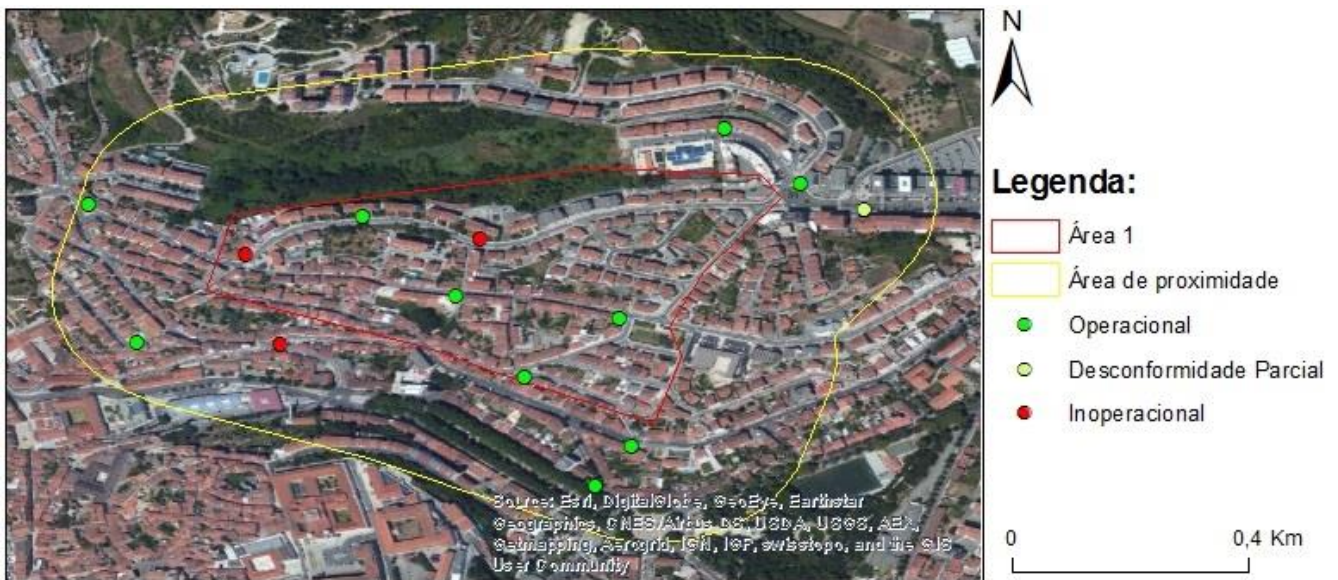 N
Legenda:
Área 1
Área de proximidade
Operacional
Desconformidade Parcial
Inoperacional
0 0,4 Km
Source: Esri, DigitalGlobe, GeoEye, Earthstar
Geographics, CNES/Airbus DS, USDA, USGS, AEX,
Getmapping, Aerogrid, IGN, IGP, swisstopo, and the GIS
User Community